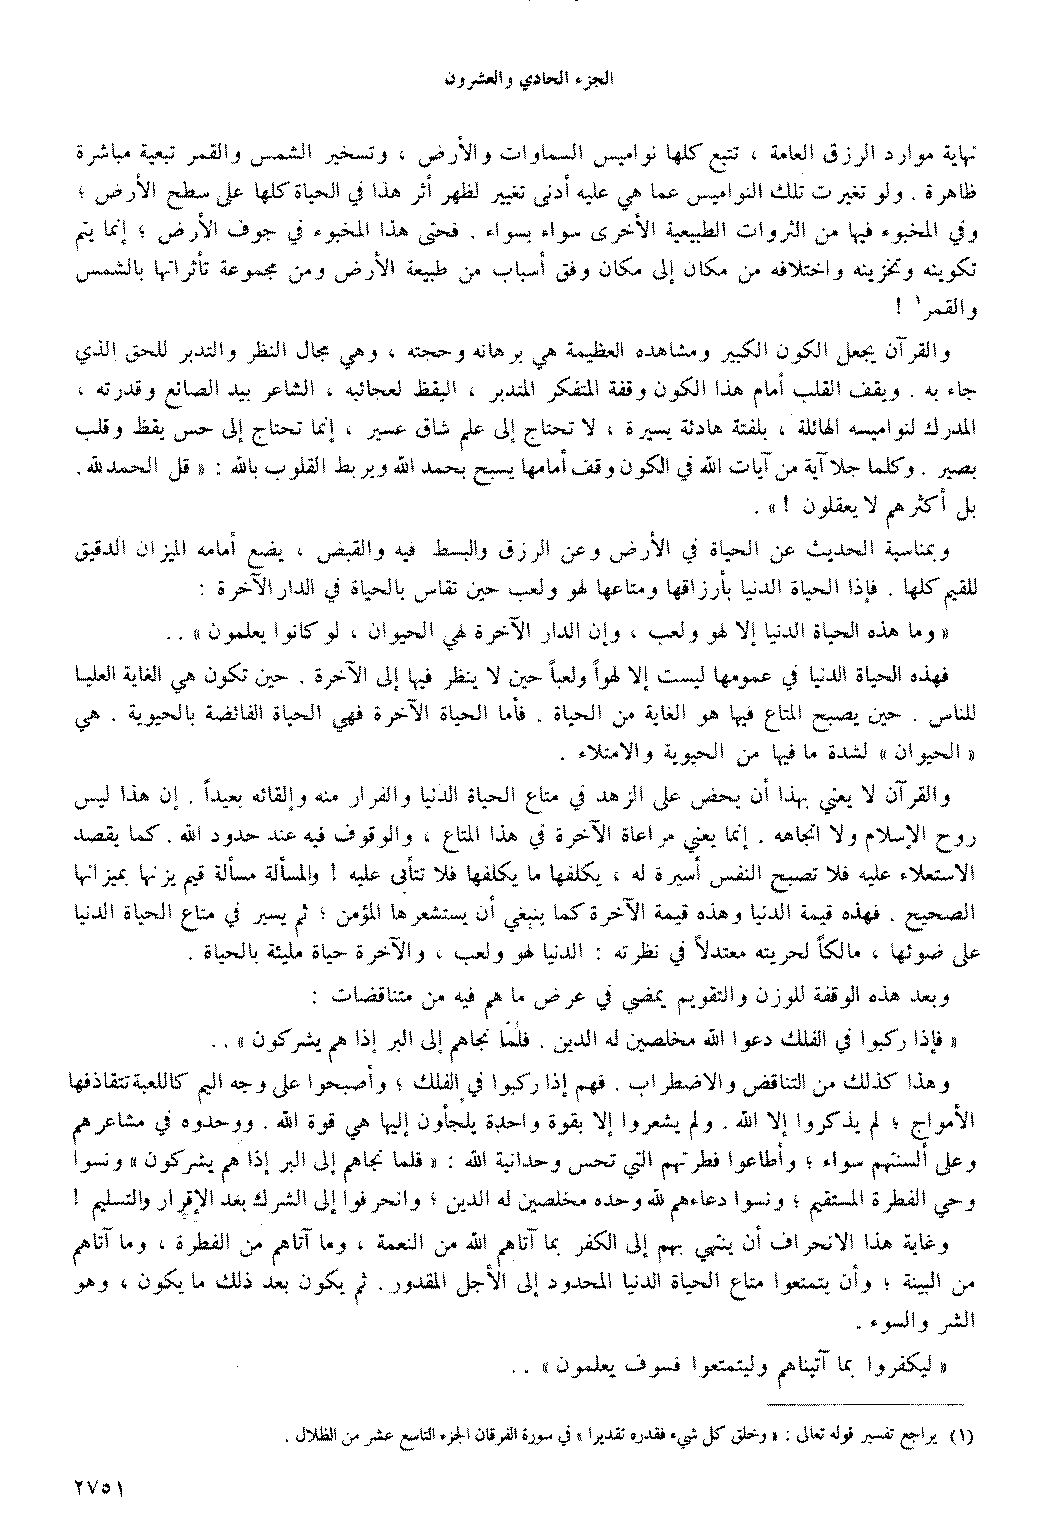 الجزء الحادي والعشرون
نهاية موارد الرزق العامة ، تتبع كلها نواميس السماوات والأرض ، وتسخير الشمس والقمر تبعية مباشرة
ظاهرة . ولو تغيرت تلك النواميس عما هي عليه أدنى تغيير لظهر أثر هذا في الحياة كلها على سطح الأرض ؛
وفي المخبوء فيها من الثروات الطبيعية الأخرى سواء بسواء . فحتى هذا المخبوء في جوف الأرض ؛ إنما يتم
تكوينه وتخزينه واختلافه من مكان إلى مكان وفق أسباب من طبيعة الأرض ومن مجموعة تأثراتها بالشمس
والقمر١ !
والقرآن يجعل الكون الكبير ومشاهده العظيمة هي برهانه وحجته ، وهي مجال النظر والتدبر للحق الذي
جاء به . ويقف القلب أمام هذا الكون وقفة المتفكر المتدبر ، اليقظ لعجائبه ، الشاعر بيد الصانع وقدرته ،
المدرك لنواميسه الهائلة ، بلفتة هادئة يسيرة ، لا تحتاج إلى علم شاق عسير ، إنما تحتاج إلى حس يقظ وقلب
بصير . وكلما جلا آية من آيات الله في الكون وقف أمامها يسبح بحمد الله ويربط القلوب بالله : « قل الحمد لله .
بل أكثرهم لا يعقلون ! » .
وبمناسبة الحديث عن الحياة في الأرض وعن الرزق والبسط فيه والقبض ، يضع أمامه الميزان الدقيق
للقيم كلها . فإذا الحياة الدنيا بأرزاقها ومتاعها لهو ولعب حين تقاس بالحياة في الدار الآخرة :
« وما هذه الحياة الدنيا إلا لهو ولعب ، وإن الدار الآخرة لهي الحيوان ، لو كانوا يعلمون » . .
فهذه الحياة الدنيا في عمومها ليست إلا لهواً ولعباً حين لا ينظر فيها إلى الآخرة . حين تكون هي الغاية العليا
للناس . حين يصبح المتاع فيها هو الغاية من الحياة . فأما الحياة الآخرة فهي الحياة الفائضة بالحيوية . هي
« الحيوان » لشدة ما فيها من الحيوية والامتلاء .
والقرآن لا يعني بهذا أن يحض على الزهد في متاع الحياة الدنيا والفرار منه وإلقائه بعيداً . إن هذا ليس
روح الإسلام ولا اتجاهه . إنما يعني مراعاة الآخرة في هذا المتاع ، والوقوف فيه عند حدود الله . كما يقصد
الاستعلاء عليه فلا تصبح النفس أسيرة له ، يكلفها ما يكلفها فلا تتأبى عليه ! والمسألة مسألة قيم يزنها بميزانها
الصحيح . فهذه قيمة الدنيا وهذه قيمة الآخرة كما ينبغي أن يستشعرها المؤمن ؛ ثم يسير في متاع الحياة الدنيا
على ضوئها ، مالكاً لحريته معتدلاً في نظرته : الدنيا لهو ولعب ، والآخرة حياة مليئة بالحياة .
وبعد هذه الوقفة للوزن والتقويم يمضي في عرض ما هم فيه من متناقضات :
« فإذا ركبوا في الفلك دعوا الله مخلصين له الدين . فلمّا نجاهم إلى البر إذا هم يشركون » . .
وهذا كذلك من التناقض والاضطراب . فهم إذا ركبوا في الفلك ؛ وأصبحوا على وجه اليم كاللعبة تتقاذفها
الأمواج ؛ لم يذكروا إلا الله . ولم يشعروا إلا بقوة واحدة يلجأون إليها هي قوة الله . ووحدوه في مشاعرهم
وعلى ألسنتهم سواء ؛ وأطاعوا فطرتهم التي تحس وحدانية الله : « فلما نجاهم إلى البر إذا هم يشركون » ونسوا
وحي الفطرة المستقيم ؛ ونسوا دعاءهم لله وحده مخلصين له الدين ؛ وانحرفوا إلى الشرك بعد الإقرار والتسليم !
وغاية هذا الانحراف أن ينتهي بهم إلى الكفر بما آتاهم الله من النعمة ، وما آتاهم من الفطرة ، وما آتاهم
من البينة ؛ وأن يتمتعوا متاع الحياة الدنيا المحدود إلى الأجل المقدور . ثم يكون بعد ذلك ما يكون ، وهو
الشر والسوء .
« ليكفروا بما آتيناهم وليتمتعوا فسوف يعلمون » . .
(١) يراجع تفسير قوله تعالى : « وخلق كل شيء فقدره تقديرا » في سورة الفرقان الجزء التاسع عشر من الظلال .
٢٧٥١